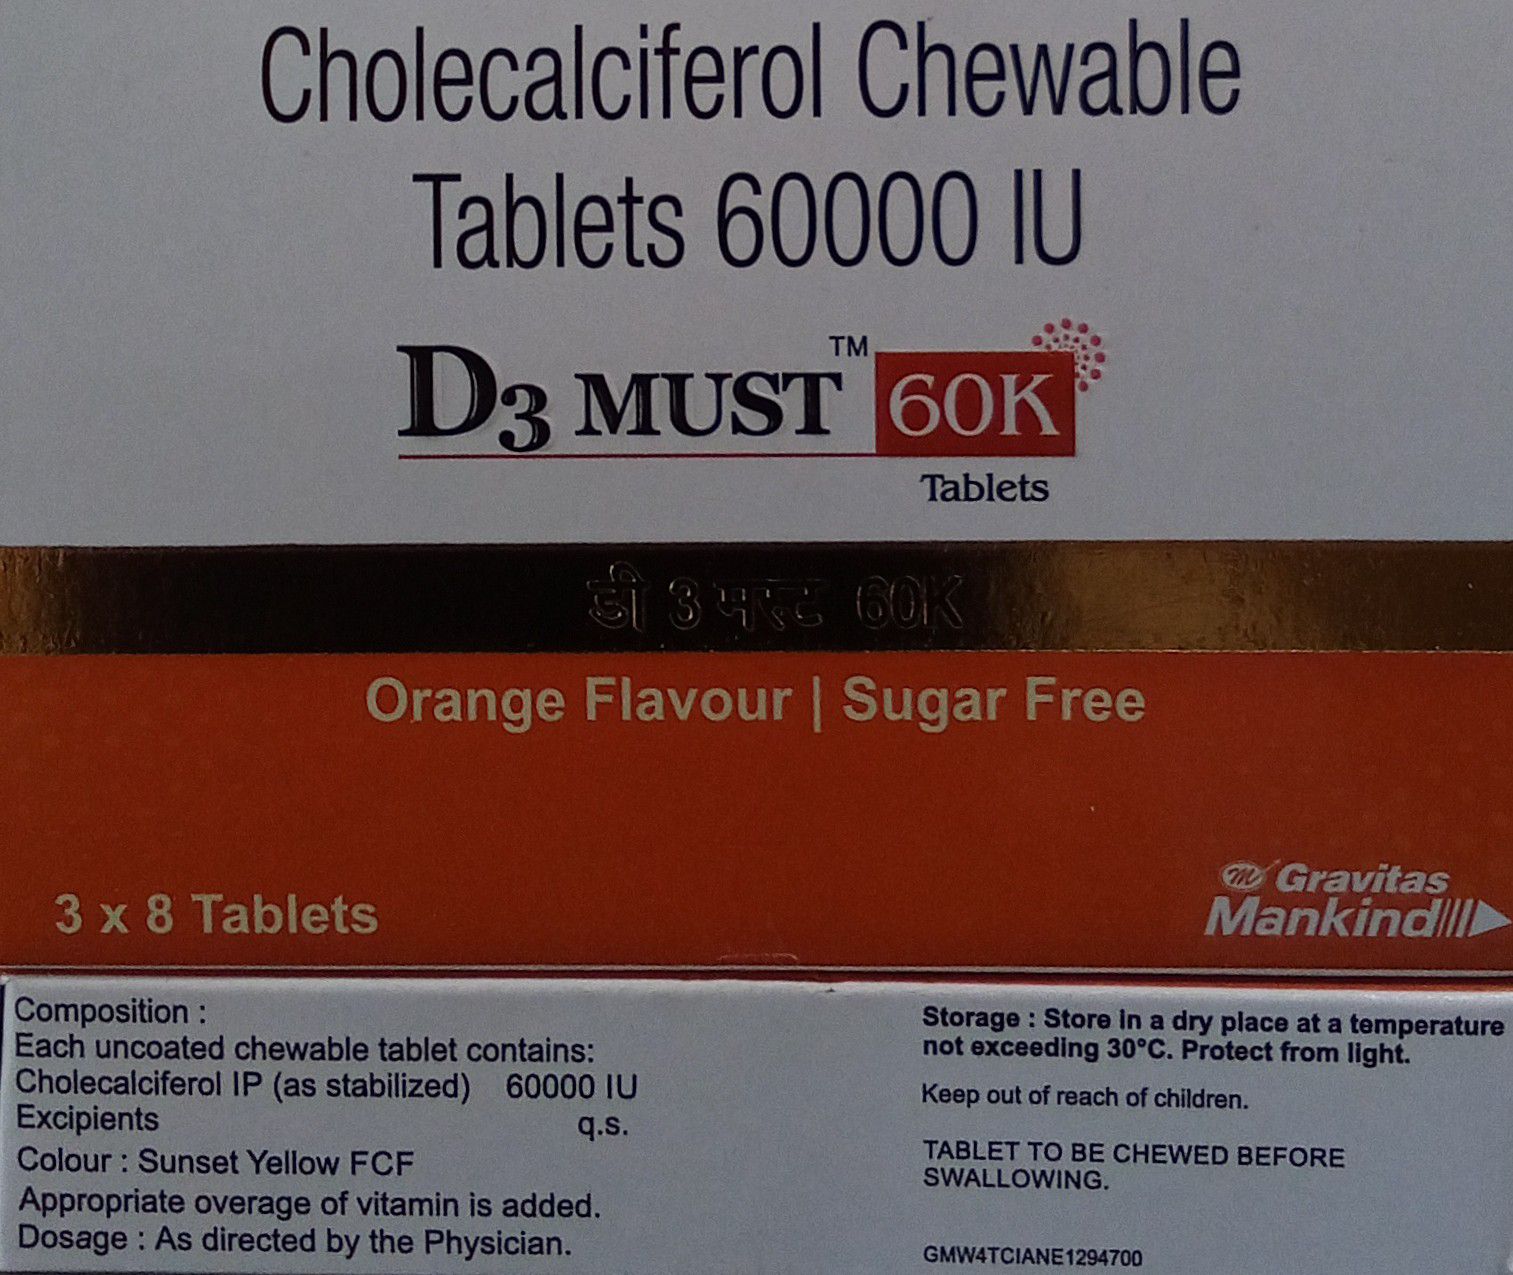 Cholecalciferol Chewable
Tablets 60000 IU
D3 MUST™ 60K
Tablets
डी 3 मस्ट 60K
Orange Flavour | Sugar Free
3 x 8 Tablets
m Gravitas
Mankind
Composition :
Each uncoated chewable tablet contains:
Cholecalciferol IP (as stabilized) 60000 IU
Excipients q.s.
Colour : Sunset Yellow FCF
Appropriate overage of vitamin is added.
Dosage : As directed by the Physician.
Storage : Store in a dry place at a temperature
not exceeding 30°C. Protect from light.
Keep out of reach of children.
TABLET TO BE CHEWED BEFORE
SWALLOWING.
GMW4TCIANE1294700